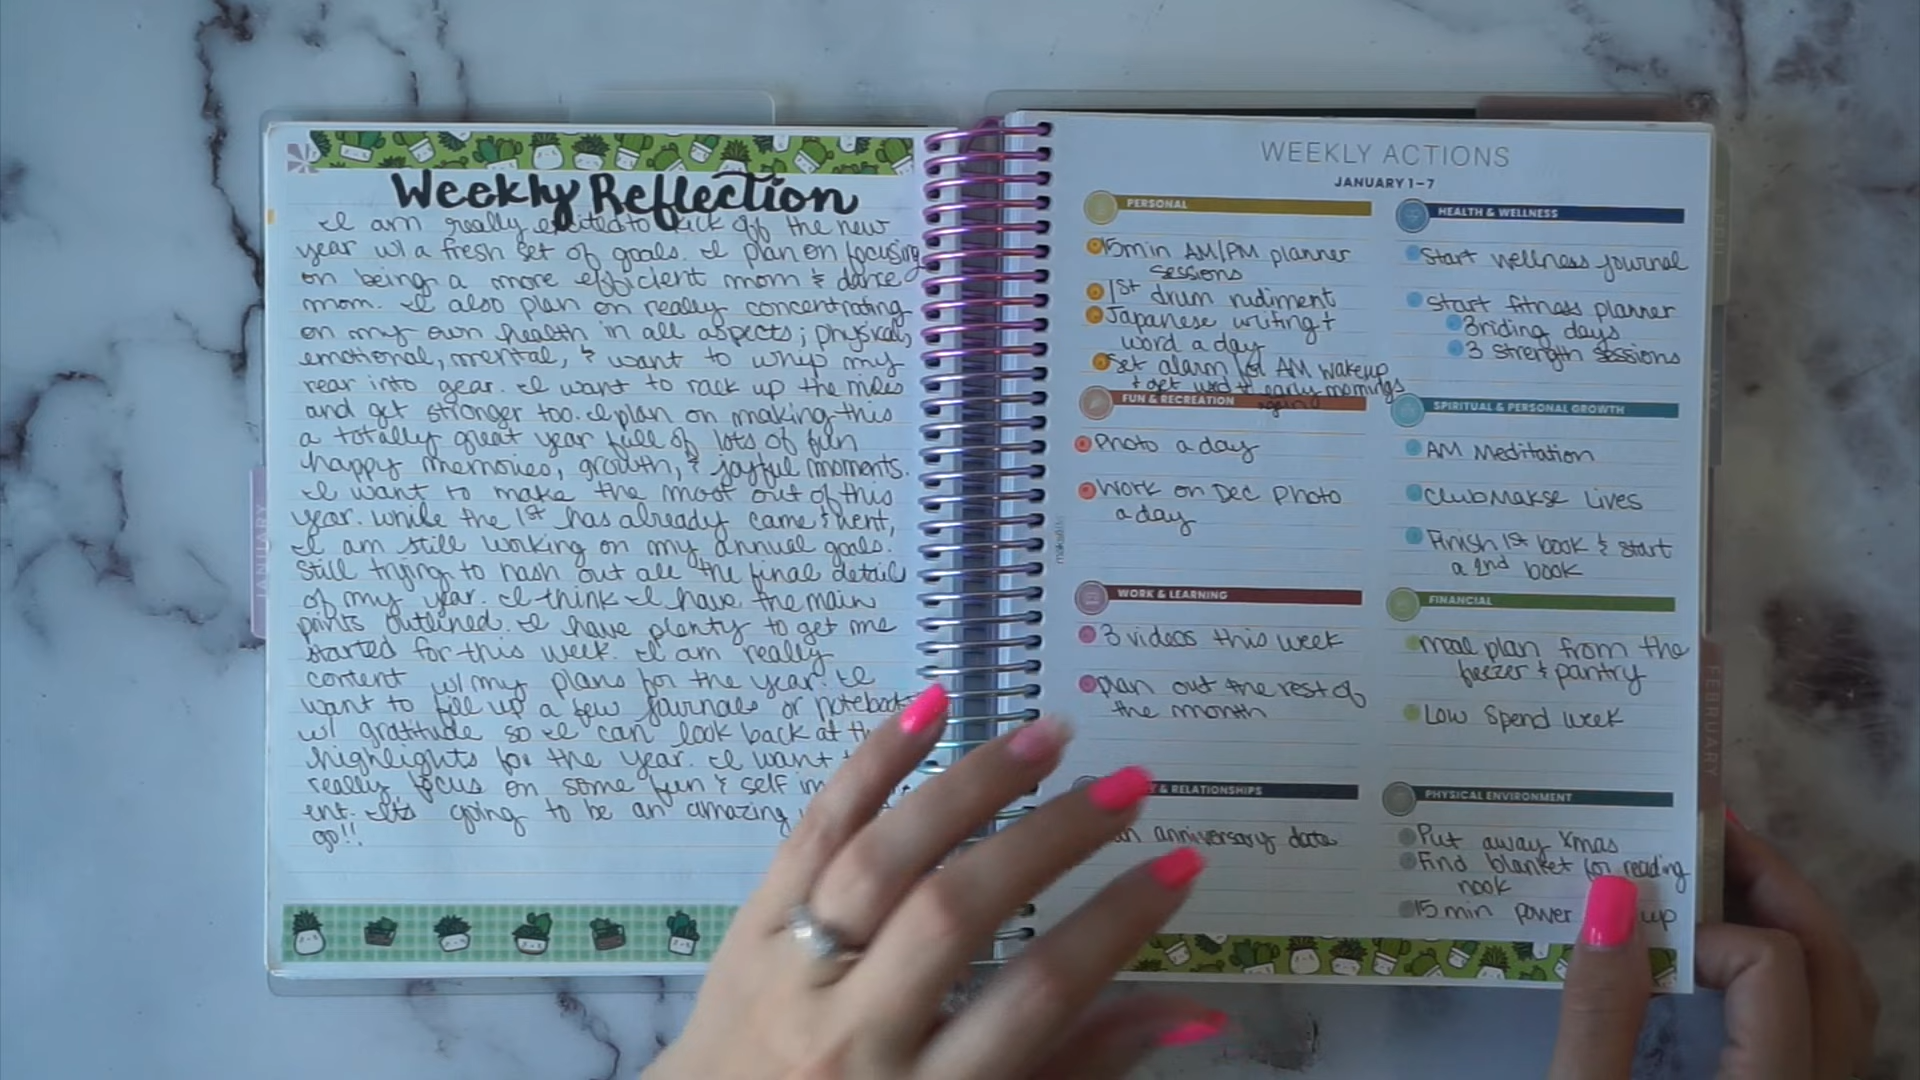 Weekly Reflection
I am really excited to kick off the new
year w/ a fresh set of goals. I plan on focusing
on being a more efficient mom & dance
mom. I also plan on really concentrating
on my own health in all aspects; physical,
emotional, mental, & want to whip my
rear into gear. I want to rack up the miles
and get stronger too. I plan on making this
a totally great year full of lots of fun
happy memories, growth, & joyful moments.
I want to make the most out of this
year. While the 1st has already came & went,
I am still working on my annual goals.
Still trying to hash out all the final detail
of my year. I think I have the main
points outlined. I have plenty to get me
started for this week. I am really
content w/ my plans for the year. I
want to fill up a few journals or notebooks
w/ gratitude so I can look back at
highlights for the year. I want
really focus on some fun & self
ent. Its going to be an amazing
go!!
JANUARY
WEEKLY ACTIONS
JANUARY 1-7
PERSONAL
15min AM/PM planner
sessions
1st drum rudiment
Japanese writing +
word a day
Set alarm for AM wakeup
+ get used to early mornings
again
FUN & RECREATION
Photo a day
Work on Dec photo
a day
WORK & LEARNING
3 videos this week
plan out the rest of
the month
& RELATIONSHIPS
anniversary date
HEALTH & WELLNESS
Start wellness journal
Start fitness planner
3 riding days
3 strength sessions
SPIRITUAL & PERSONAL GROWTH
AM Meditation
ClubMakse Lives
Finish 1st book & start
a 2nd book
FINANCIAL
Meal plan from the
freezer & pantry
Low Spend Week
PHYSICAL ENVIRONMENT
Put away Xmas
Find blanket for reading
nook
15 min power up
FEBRUARY